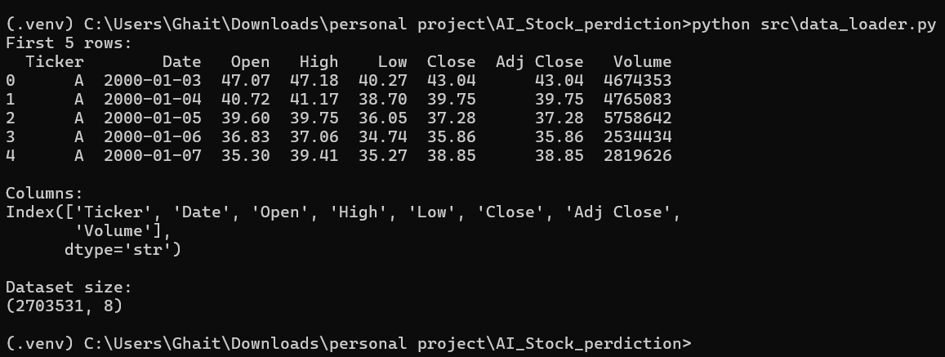 (.venv) C:\Users\Ghait\Downloads\personal project\AI_Stock_perdiction>python src\data_loader.py
First 5 rows:
  Ticker        Date   Open   High    Low  Close  Adj Close   Volume
0      A  2000-01-03  47.07  47.18  40.27  43.04      43.04  4674353
1      A  2000-01-04  40.72  41.17  38.70  39.75      39.75  4765083
2      A  2000-01-05  39.60  39.75  36.05  37.28      37.28  5758642
3      A  2000-01-06  36.83  37.06  34.74  35.86      35.86  2534434
4      A  2000-01-07  35.30  39.41  35.27  38.85      38.85  2819626
Columns:
Index(['Ticker', 'Date', 'Open', 'High', 'Low', 'Close', 'Adj Close',
       'Volume'],
      dtype='str')
Dataset size:
(2703531, 8)
(.venv) C:\Users\Ghait\Downloads\personal project\AI_Stock_perdiction>